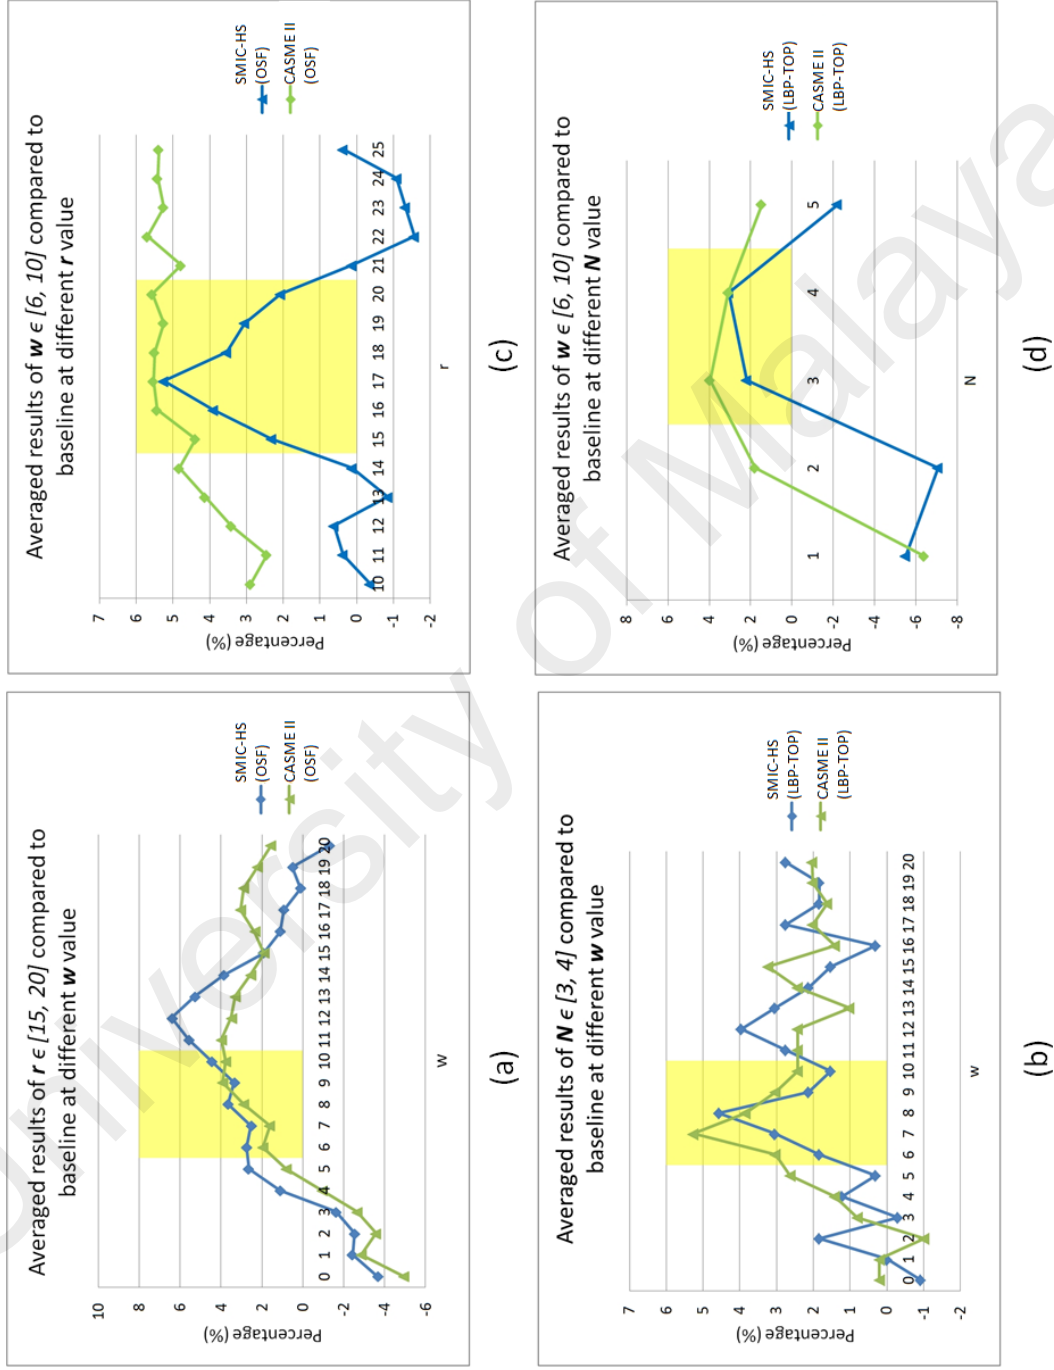 Averaged results of r ϵ [15, 20] compared to
baseline at different w value
10
8
6
4
2
0
-2
-4
-6
Percentage (%)
0 1 2 3 4 5 6 7 8 9 10 11 12 13 14 15 16 17 18 19 20
w
SMIC-HS
(OSF)
CASME II
(OSF)
(a)
Averaged results of N ϵ [3, 4] compared to
baseline at different w value
7
6
5
4
3
2
1
0
-1
-2
Percentage (%)
0 1 2 3 4 5 6 7 8 9 10 11 12 13 14 15 16 17 18 19 20
w
SMIC-HS
(LBP-TOP)
CASME II
(LBP-TOP)
(b)
Averaged results of w ϵ [6, 10] compared to
baseline at different r value
7
6
5
4
3
2
1
0
-1
-2
Percentage (%)
10 11 12 13 14 15 16 17 18 19 20 21 22 23 24 25
r
SMIC-HS
(OSF)
CASME II
(OSF)
(c)
Averaged results of w ϵ [6, 10] compared to
baseline at different N value
8
6
4
2
0
-2
-4
-6
-8
Percentage (%)
1 2 3 4 5
N
SMIC-HS
(LBP-TOP)
CASME II
(LBP-TOP)
(d)
University of Malaya